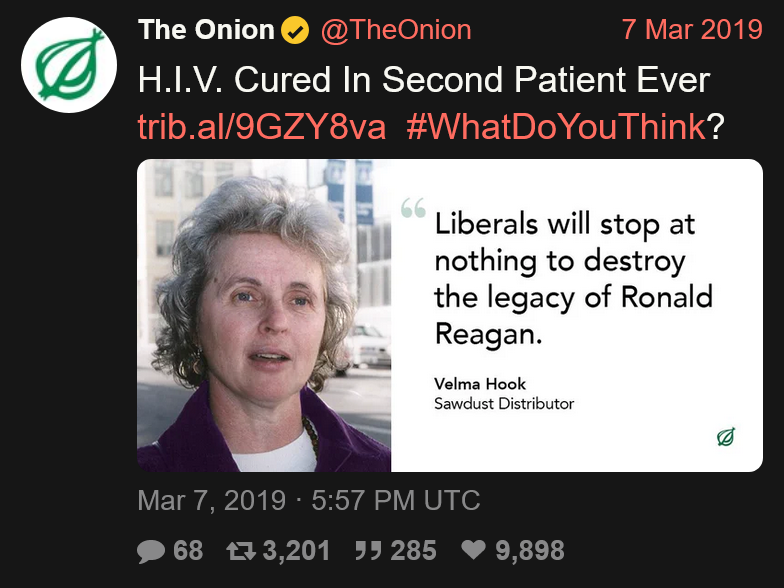 The Onion @TheOnion 7 Mar 2019
H.I.V. Cured In Second Patient Ever
trib.al/9GZY8va #WhatDoYouThink?
“ Liberals will stop at
nothing to destroy
the legacy of Ronald
Reagan.
Velma Hook
Sawdust Distributor
Mar 7, 2019 · 5:57 PM UTC
68 3,201 285 9,898